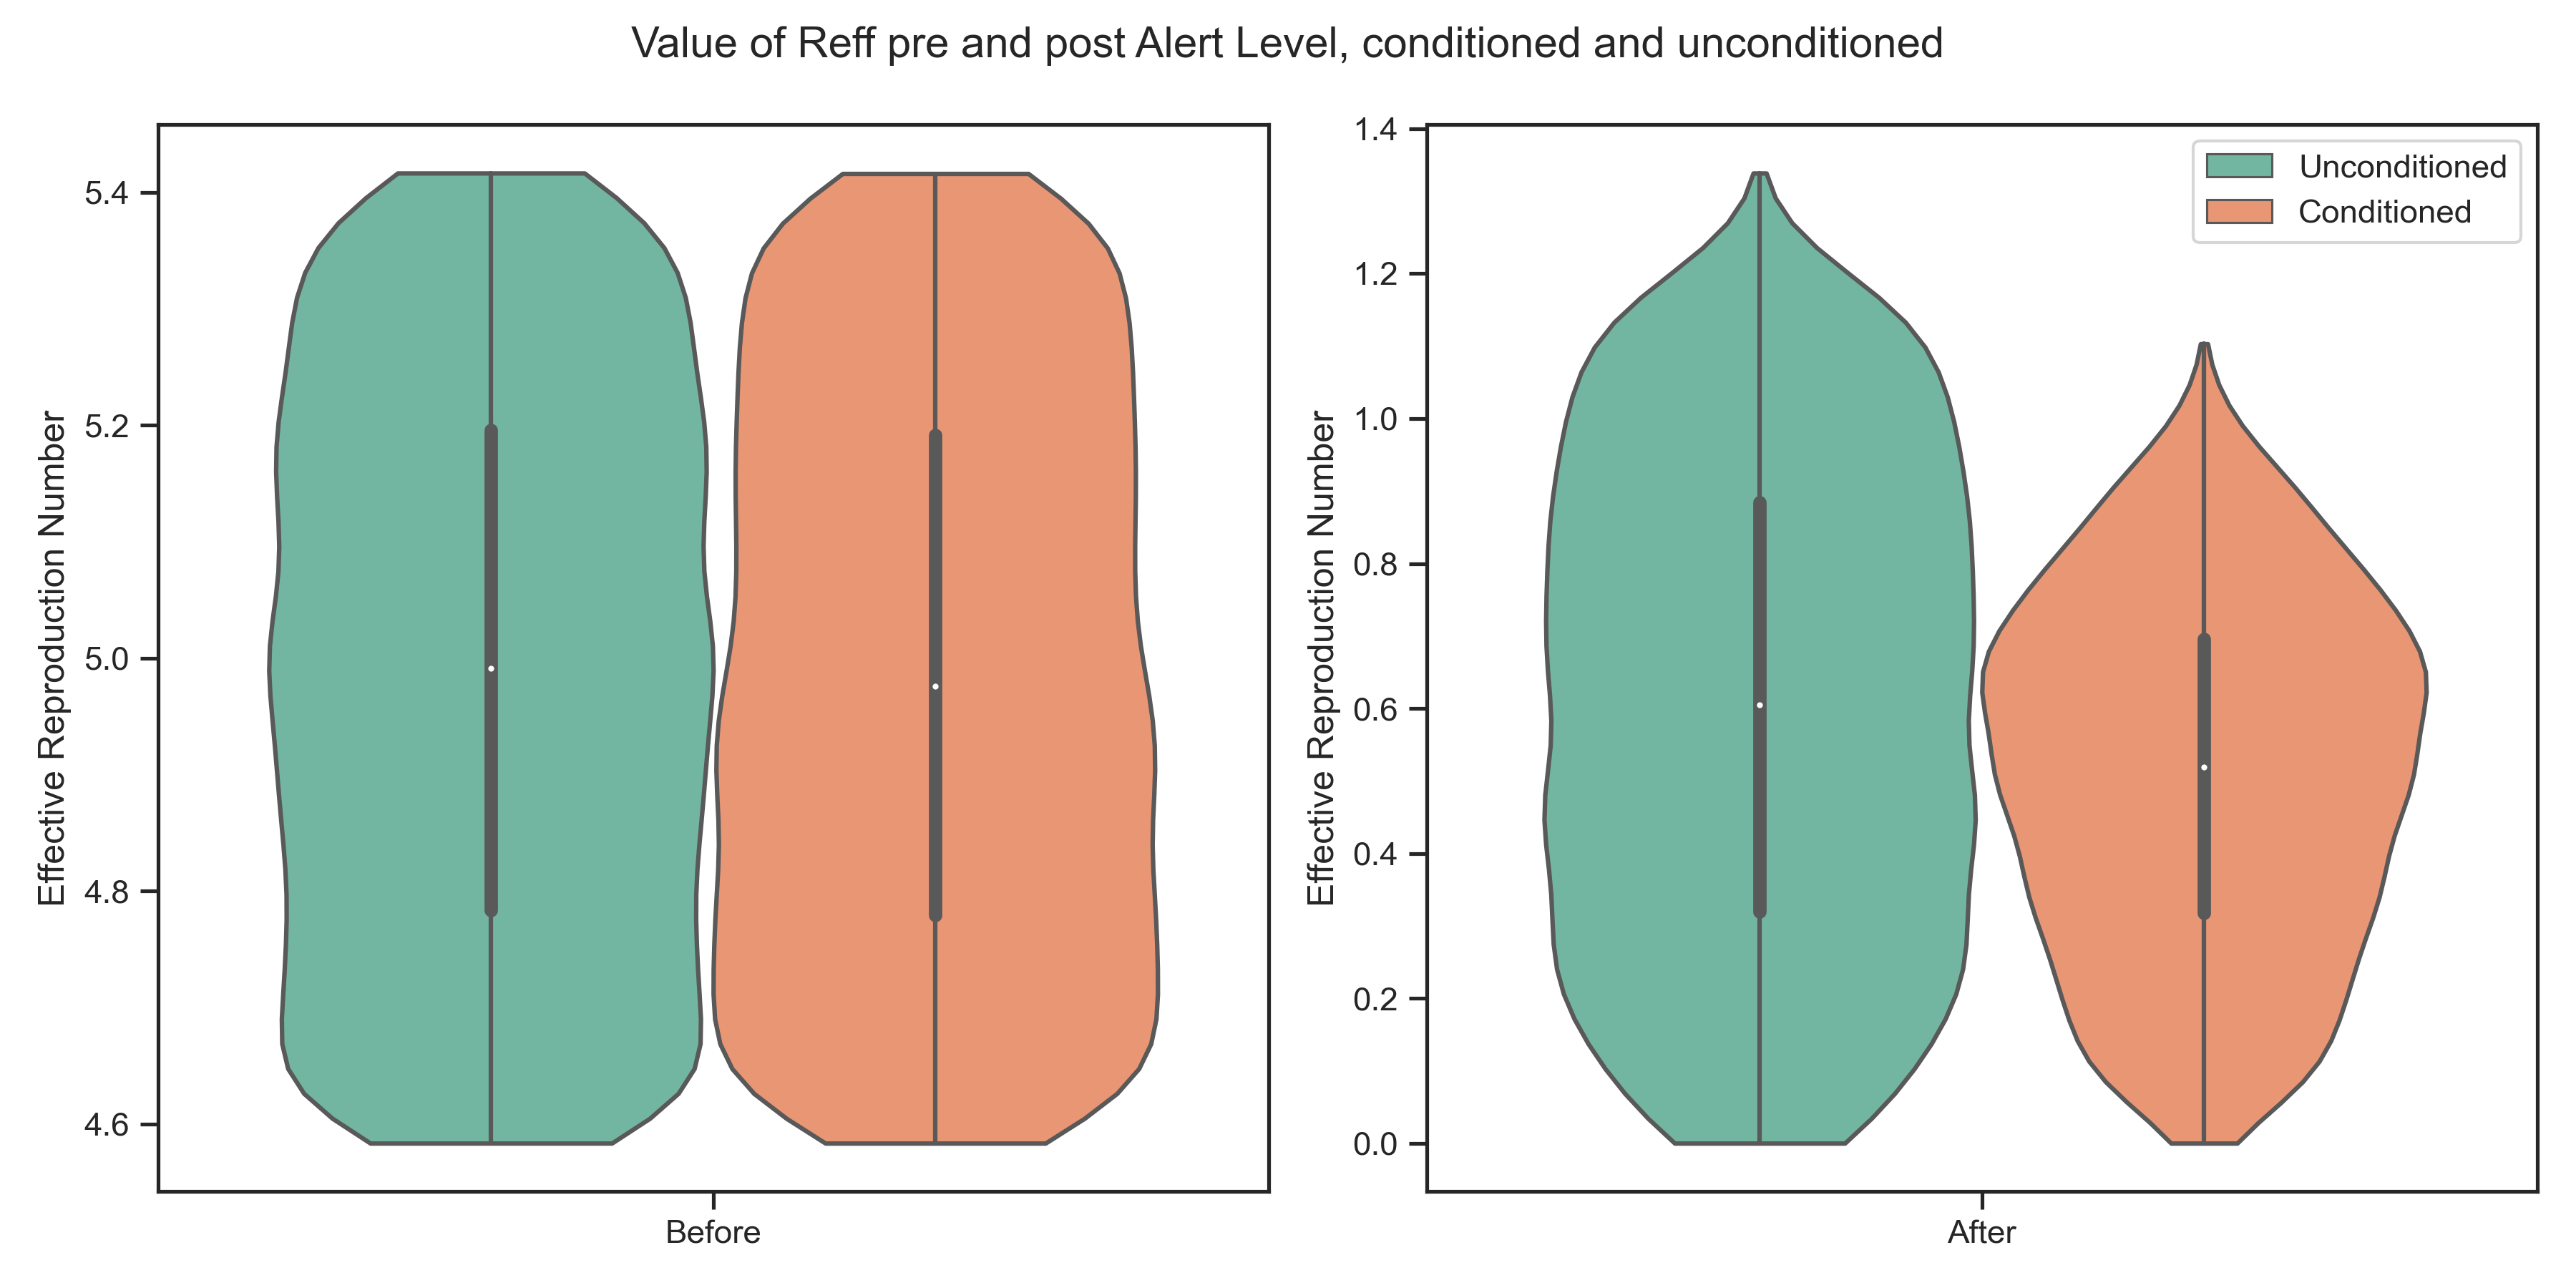 Value of Reff pre and post Alert Level, conditioned and unconditioned
Effective Reproduction Number
5.4
5.2
5.0
4.8
4.6
Before
Effective Reproduction Number
1.4
1.2
1.0
0.8
0.6
0.4
0.2
0.0
After
Unconditioned
Conditioned